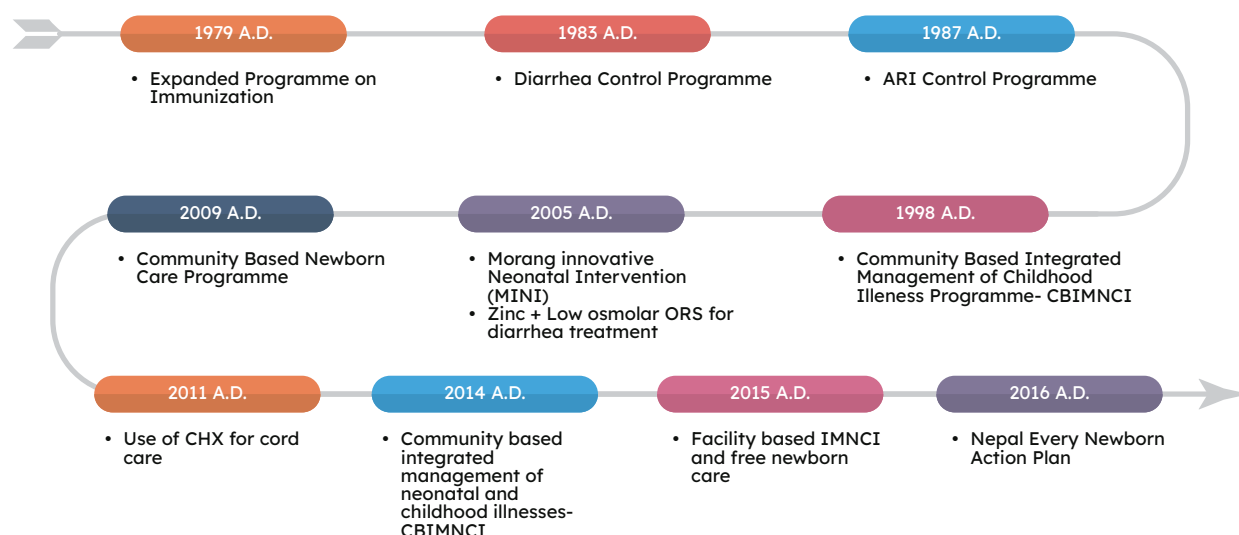 1979 A.D.
• Expanded Programme on
Immunization
1983 A.D.
• Diarrhea Control Programme
1987 A.D.
• ARI Control Programme
1998 A.D.
• Community Based Integrated
Management of Childhood
Illeness Programme- CBIMNCI
2005 A.D.
• Morang innovative
Neonatal Intervention
(MINI)
• Zinc + Low osmolar ORS for
diarrhea treatment
2009 A.D.
• Community Based Newborn
Care Programme
2011 A.D.
• Use of CHX for cord
care
2014 A.D.
• Community based
integrated
management of
neonatal and
childhood illnesses-
CBIMNCI
2015 A.D.
• Facility based IMNCI
and free newborn
care
2016 A.D.
• Nepal Every Newborn
Action Plan